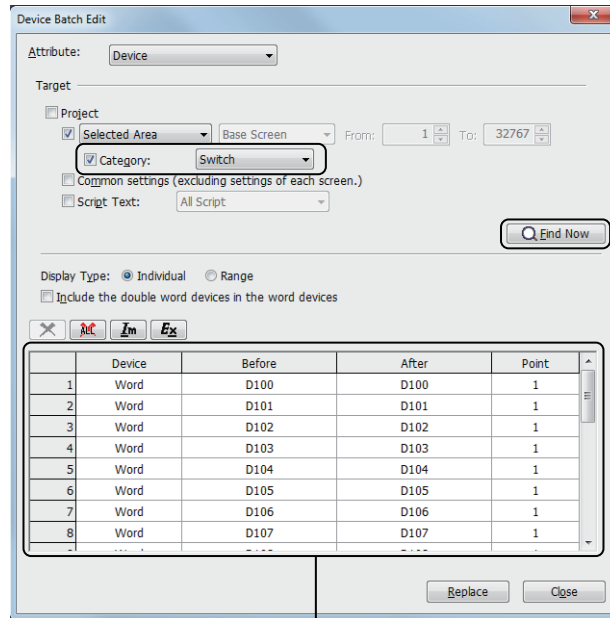 Device Batch Edit
Attribute: Device
Target
Project
Selected Area Base Screen From: 1 To: 32767
Category: Switch
Common settings (excluding settings of each screen.)
Script Text: All Script
Find Now
Display Type: Individual Range
Include the double word devices in the word devices
ALL Im Ex
Device Before After Point
1 Word D100 D100 1
2 Word D101 D101 1
3 Word D102 D102 1
4 Word D103 D103 1
5 Word D104 D104 1
6 Word D105 D105 1
7 Word D106 D106 1
8 Word D107 D107 1
Replace Close